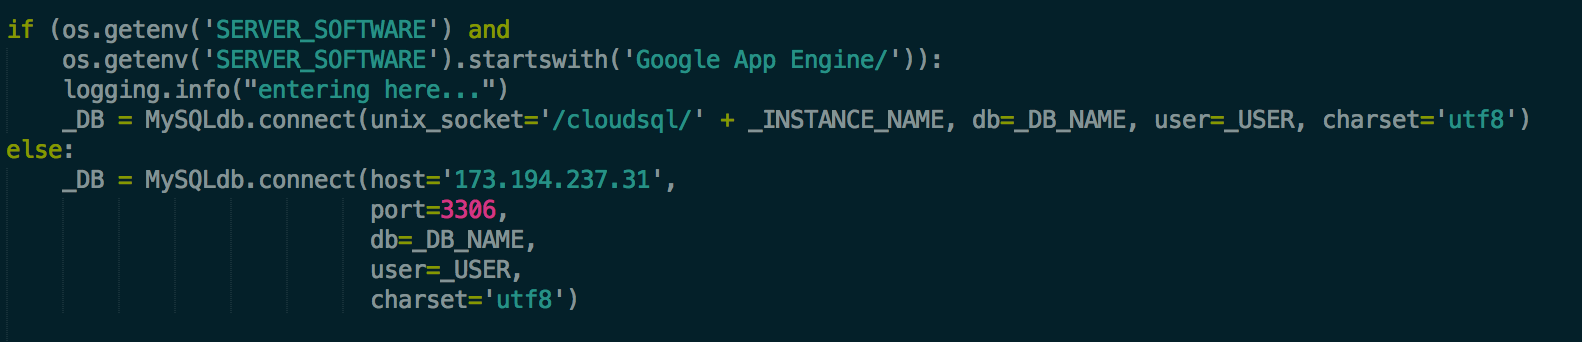 if (os.getenv('SERVER_SOFTWARE') and
    os.getenv('SERVER_SOFTWARE').startswith('Google App Engine/')):
    logging.info("entering here...")
    _DB = MySQLdb.connect(unix_socket='/cloudsql/' + _INSTANCE_NAME, db=_DB_NAME, user=_USER, charset='utf8')
else:
    _DB = MySQLdb.connect(host='173.194.237.31',
                          port=3306,
                          db=_DB_NAME,
                          user=_USER,
                          charset='utf8')